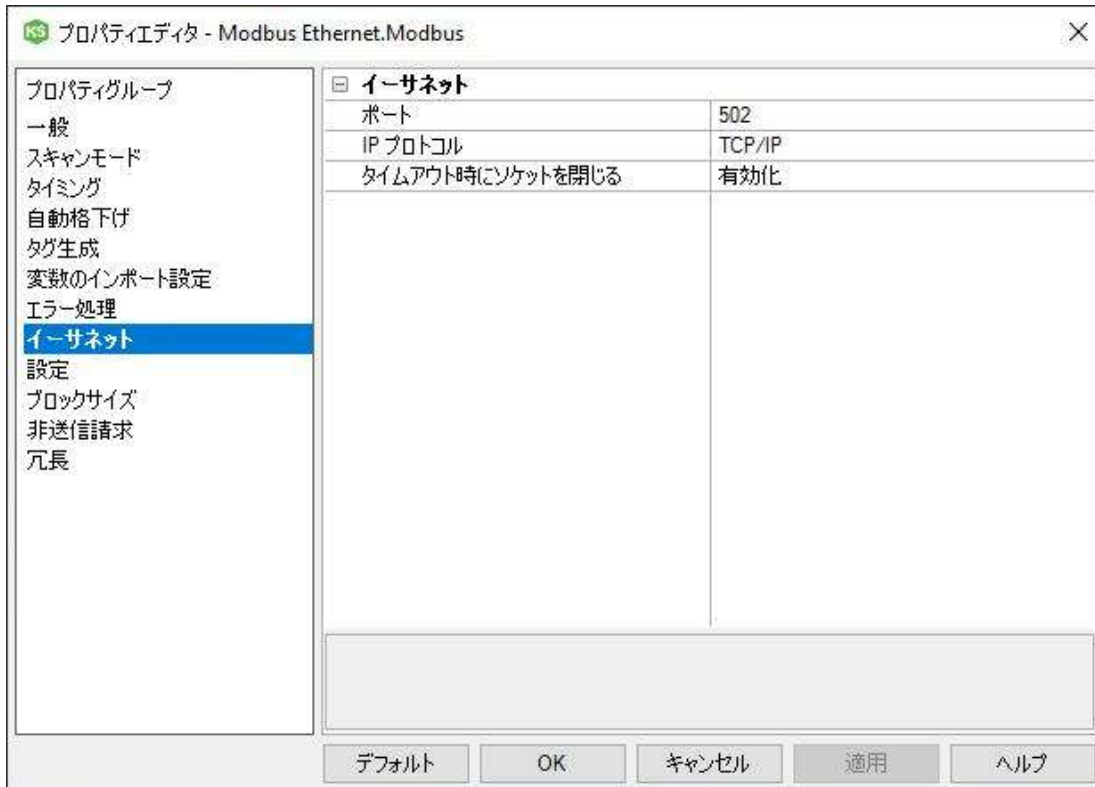 KS プロパティエディタ - Modbus Ethernet.Modbus
プロパティグループ
一般
スキャンモード
タイミング
自動格下げ
タグ生成
変数のインポート設定
エラー処理
イーサネット
設定
ブロックサイズ
非送信請求
冗長
イーサネット
ポート 502
IP プロトコル TCP/IP
タイムアウト時にソケットを閉じる 有効化
デフォルト OK キャンセル 適用 ヘルプ